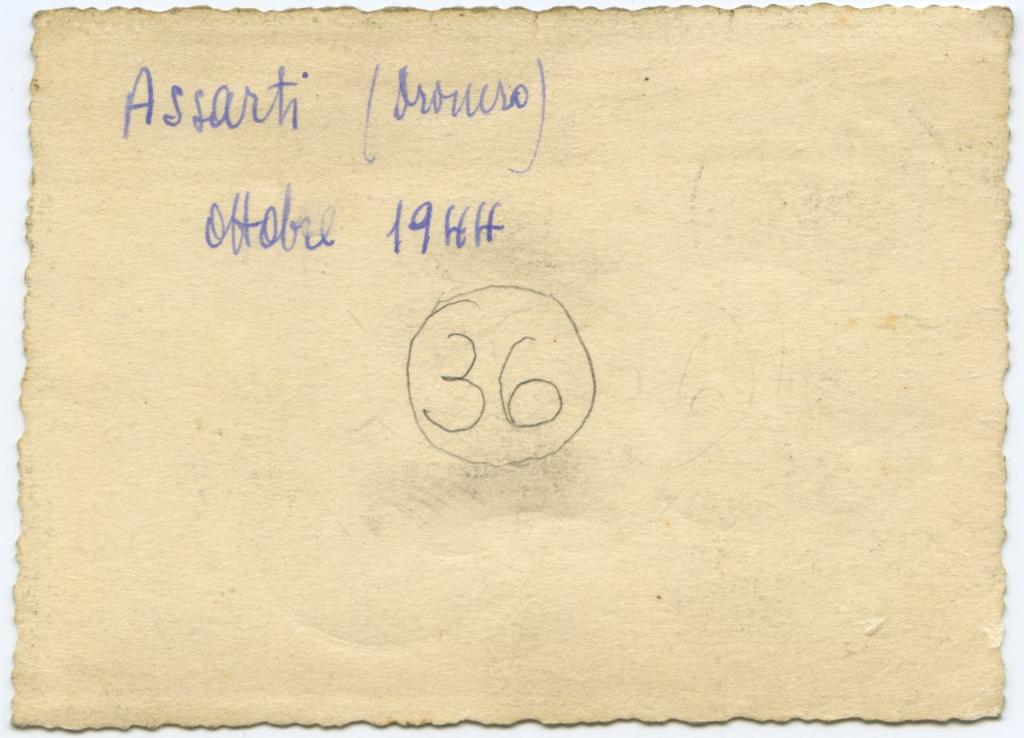 Assarti (Dronero)
Ottobre 1944
36